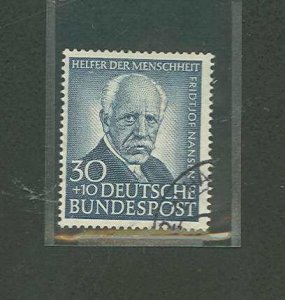 HELFER DER MENSCHHEIT
FRIDTJOF NANSEN
30
+10 DEUTSCHE
BUNDESPOST